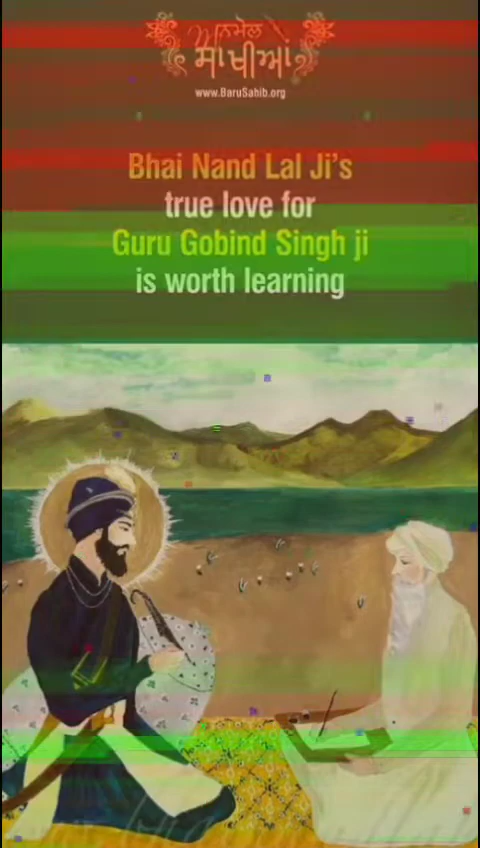 ਅਨਮੋਲ
ਸਾਖੀਆਂ
www.BaruSahib.org
Bhai Nand Lal Ji's
true love for
Guru Gobind Singh ji
is worth learning